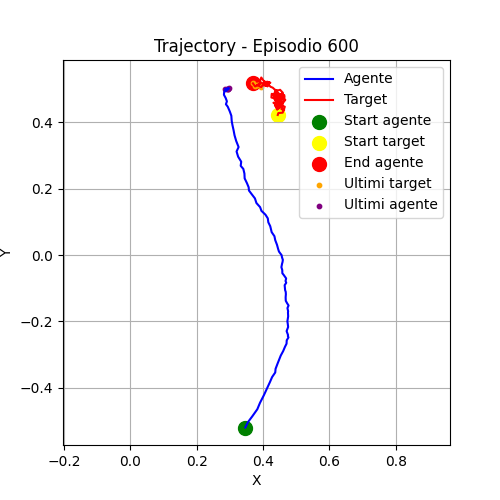 Trajectory - Episodio 600
Agente
Target
Start agente
Start target
End agente
Ultimi target
Ultimi agente
Y
0.4
0.2
0.0
−0.2
−0.4
−0.2
0.0
0.2
0.4
0.6
0.8
X